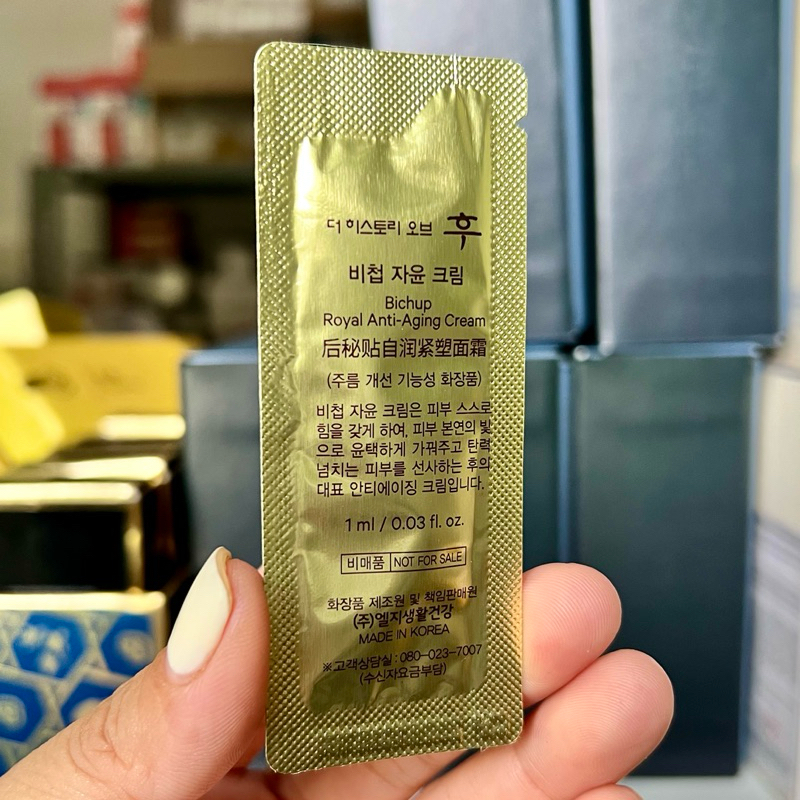 더 히스토리 오브 후
비첩 자윤 크림
Bichup
Royal Anti-Aging Cream
后秘贴自润紧塑面霜
(주름 개선 기능성 화장품)
비첩 자윤 크림은 피부 스스로
힘을 갖게 하여, 피부 본연의 빛
으로 윤택하게 가꿔주고 탄력
넘치는 피부를 선사하는 후의
대표 안티에이징 크림입니다.
1 ml / 0.03 fl. oz.
비매품 NOT FOR SALE
화장품 제조원 및 책임판매원
(주)엘지생활건강
MADE IN KOREA
※고객상담실 : 080-023-7007
(수신자요금부담)